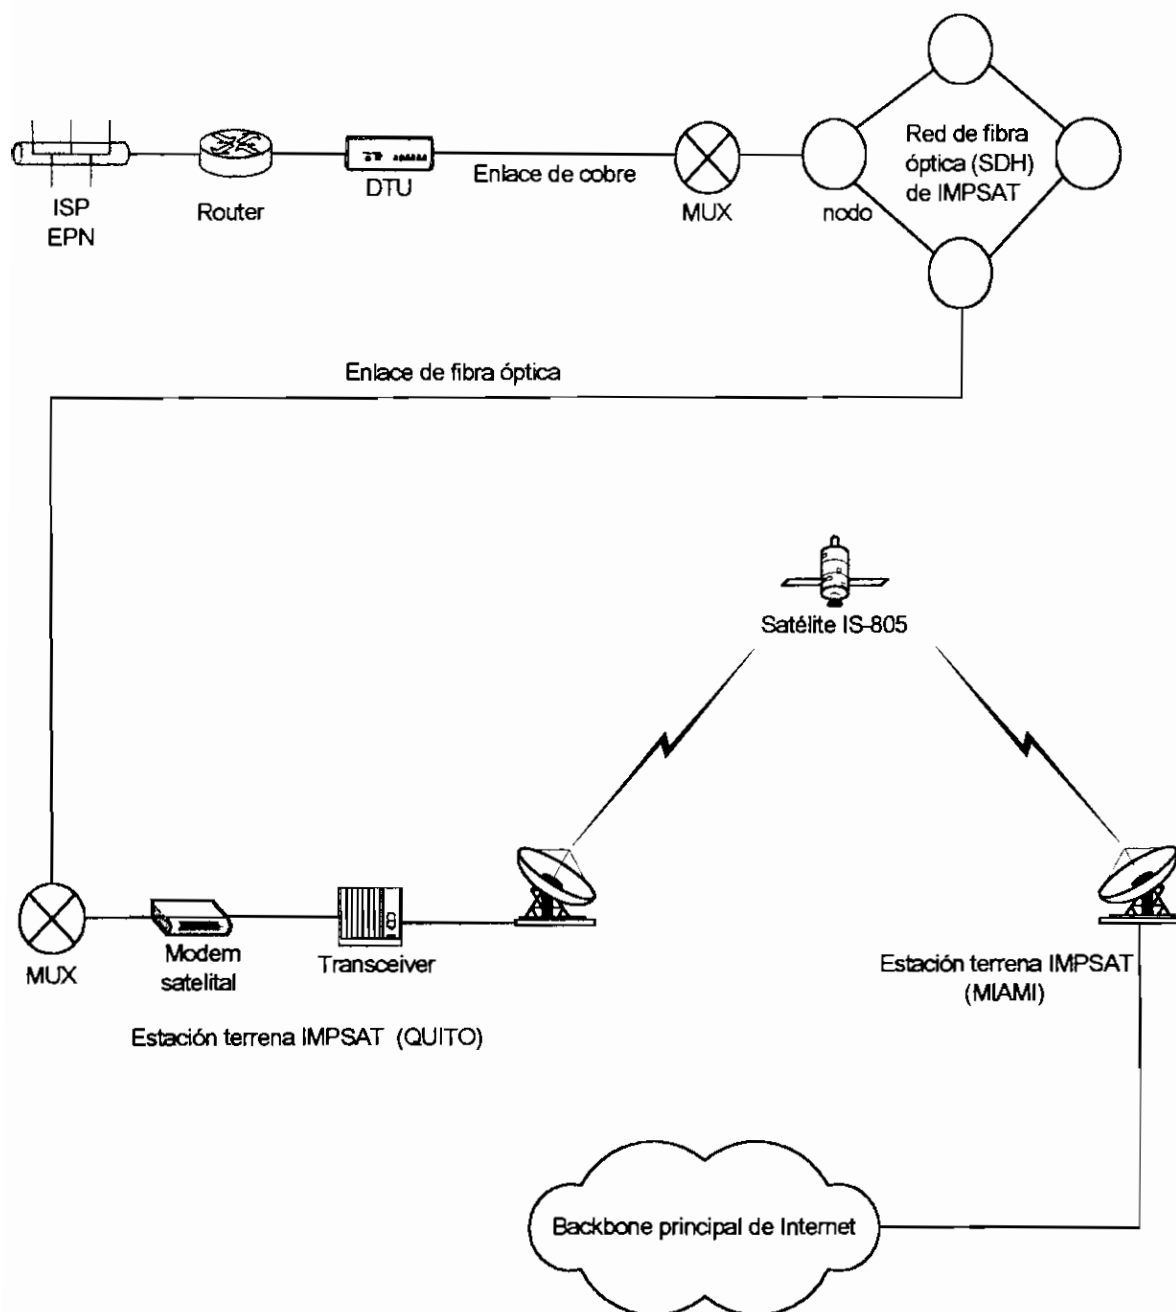 Red de fibra
óptica (SDH)
de IMPSAT
ISP
EPN
Router
DTU
Enlace de cobre
MUX
nodo
Enlace de fibra óptica
Satélite IS-805
MUX
Modem
satelital
Transceiver
Estación terrena IMPSAT (QUITO)
Estación terrena IMPSAT
(MIAMI)
Backbone principal de Internet